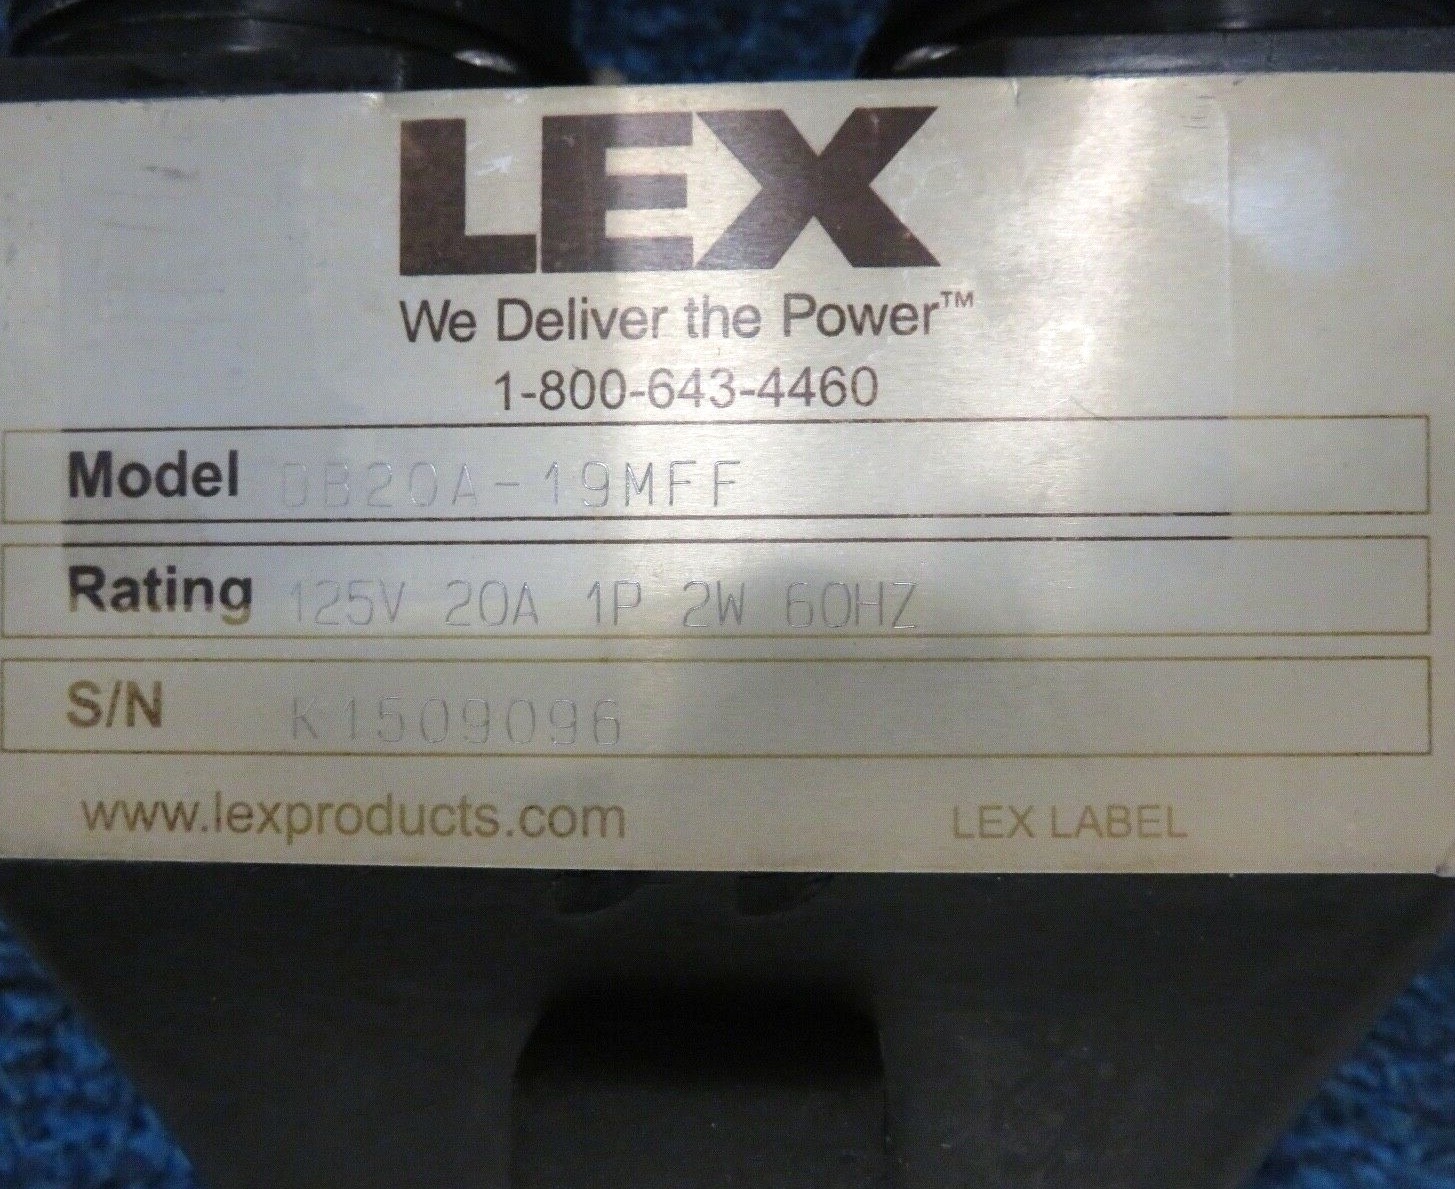 LEX
We Deliver the Power™
1-800-643-4460
Model DB20A-19MFF
Rating 125V 20A 1P 2W 60HZ
S/N K1509096
www.lexproducts.com LEX LABEL